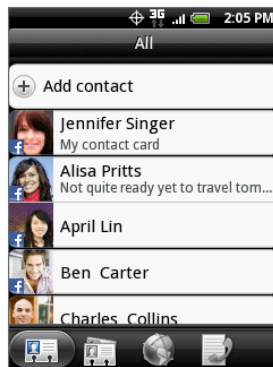 3G
2:05 PM
All
Add contact
Jennifer Singer
My contact card
Alisa Pritts
Not quite ready yet to travel tom...
April Lin
Ben Carter
Charles Collins